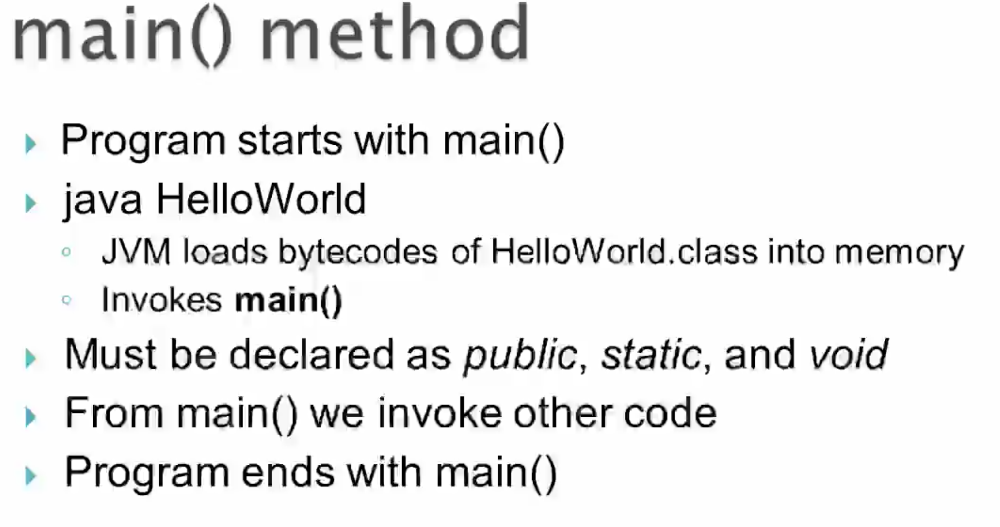 main() method
Program starts with main()
java HelloWorld
JVM loads bytecodes of HelloWorld.class into memory
Invokes main()
Must be declared as public, static, and void
From main() we invoke other code
Program ends with main()